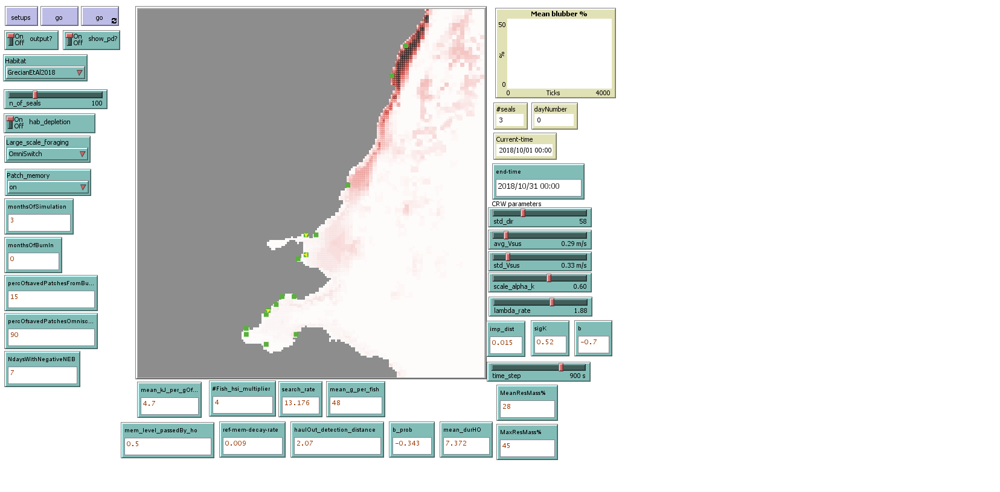 setups
go
go
On
Off
output?
On
Off
show_pd?
Habitat
GrecianEtAl2018
n_of_seals 100
On
Off
hab_depletion
Large_scale_foraging
OmniSwitch
Patch_memory
on
monthsOfSimulation
3
monthsOfBurnIn
0
percOfsavedPatchesFromBu...
15
percOfsavedPatchesOmnisc...
90
NdaysWithNegativeNEB
7
Mean blubber %
50
%
0
0 Ticks 4000
#seals
3
dayNumber
0
Current-time
2018/10/01 00:00
end-time
2018/10/31 00:00
CRW parameters
std_dir 58
avg_Vsus 0.29 m/s
std_Vsus 0.33 m/s
scale_alpha_k 0.60
lambda_rate 1.88
imp_dist
0.015
sigK
0.52
b
-0.7
time_step 900 s
mean_kJ_per_gOf...
4.7
#Fish_hsi_multiplier
4
search_rate
13.176
mean_g_per_fish
48
MeanResMass%
28
mem_level_passedBy_ho
0.5
ref-mem-decay-rate
0.009
haulOut_detection_distance
2.07
b_prob
-0.343
mean_durHO
7.372
MaxResMass%
45